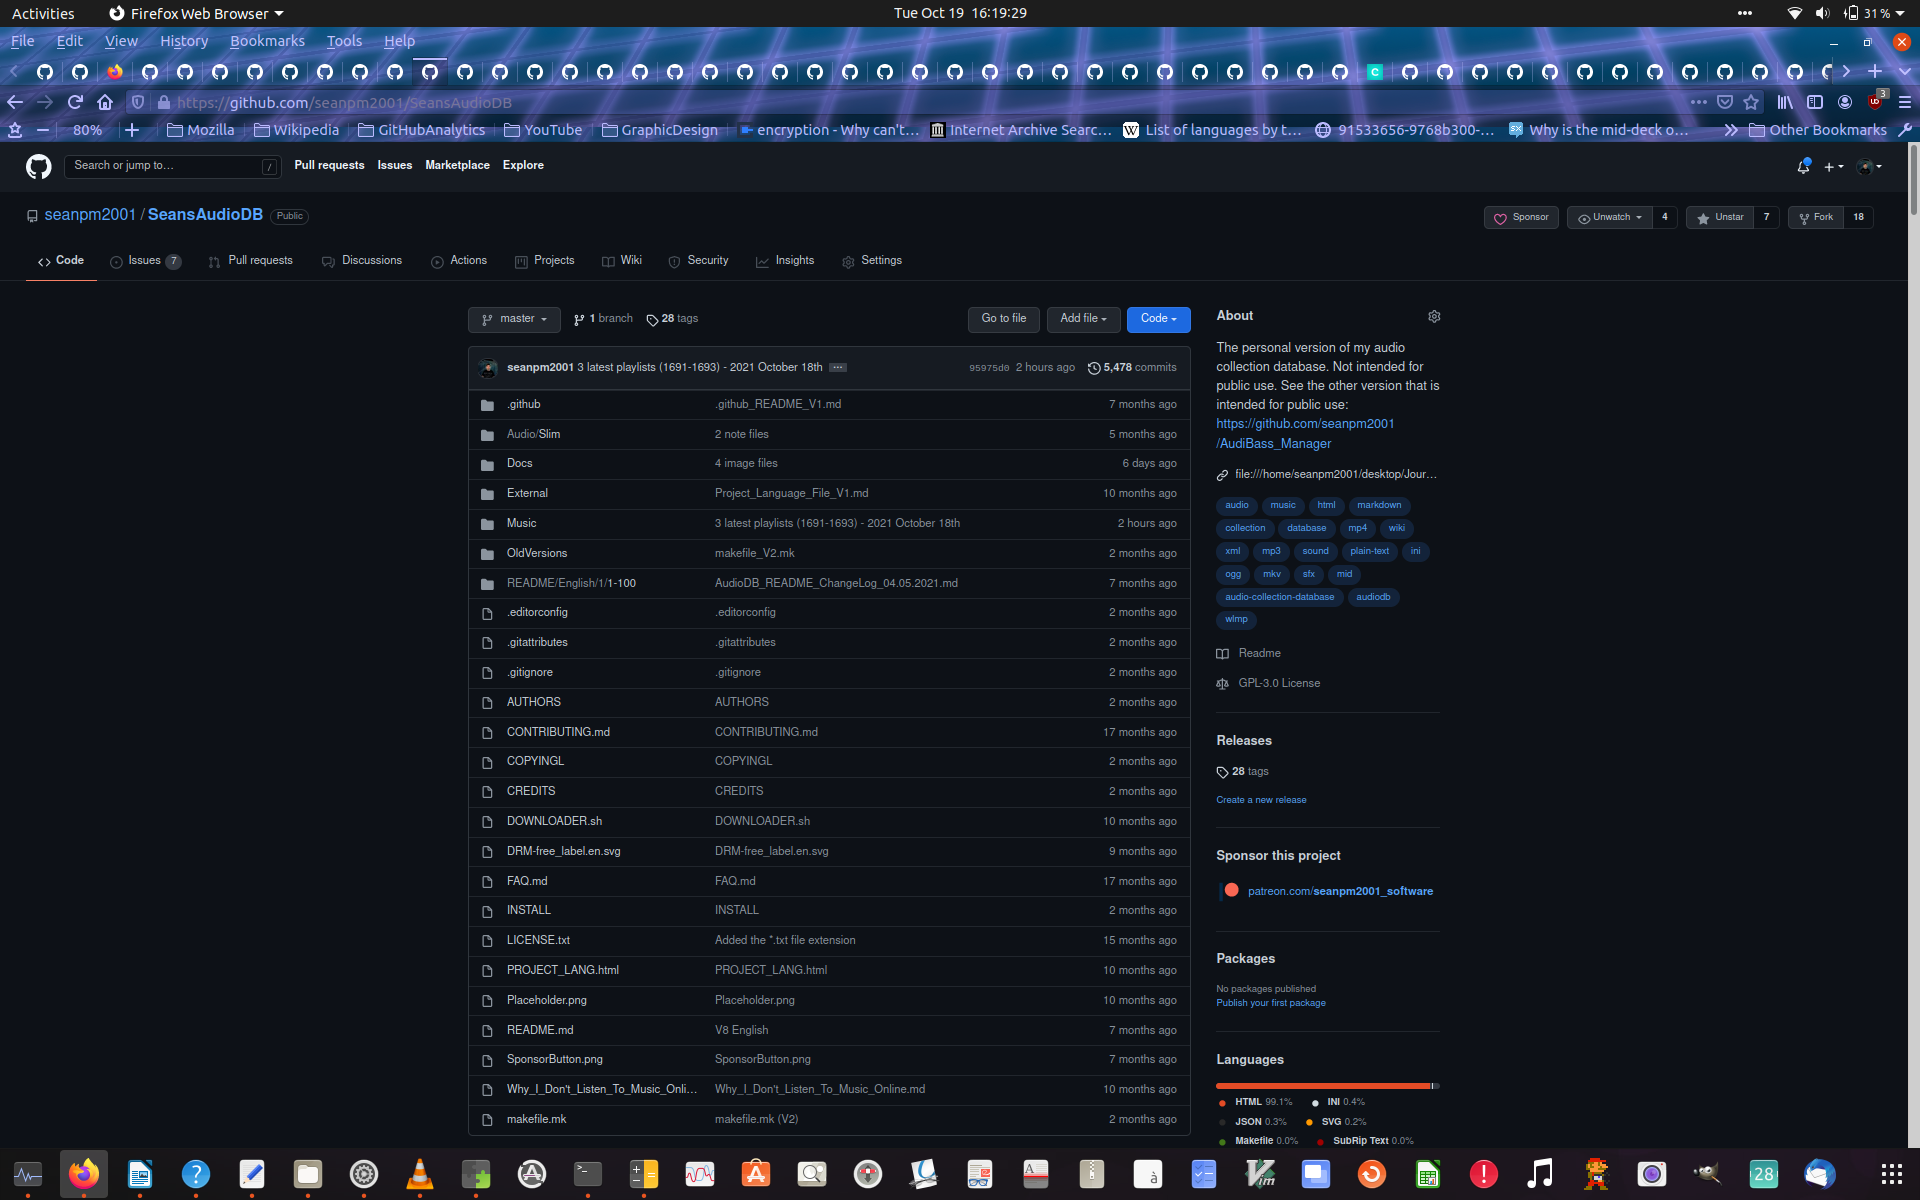 Activities Firefox Web Browser Tue Oct 19 16:19:29 31 %
File Edit View History Bookmarks Tools Help
https://github.com/seanpm2001/SeansAudioDB 3
80% Mozilla Wikipedia GitHubAnalytics YouTube GraphicDesign encryption - Why can't… Internet Archive Searc… List of languages by t… 91533656-9768b300-… Why is the mid-deck o… Other Bookmarks
Search or jump to… / Pull requests Issues Marketplace Explore
seanpm2001 / SeansAudioDB Public Sponsor Unwatch 4 Unstar 7 Fork 18
Code Issues 7 Pull requests Discussions Actions Projects Wiki Security Insights Settings
master 1 branch 28 tags Go to file Add file Code
seanpm2001 3 latest playlists (1691-1693) - 2021 October 18th 95975d0 2 hours ago 5,478 commits
.github .github_README_V1.md 7 months ago
Audio/Slim 2 note files 5 months ago
Docs 4 image files 6 days ago
External Project_Language_File_V1.md 10 months ago
Music 3 latest playlists (1691-1693) - 2021 October 18th 2 hours ago
OldVersions makefile_V2.mk 2 months ago
README/English/1/1-100 AudioDB_README_ChangeLog_04.05.2021.md 7 months ago
.editorconfig .editorconfig 2 months ago
.gitattributes .gitattributes 2 months ago
.gitignore .gitignore 2 months ago
AUTHORS AUTHORS 2 months ago
CONTRIBUTING.md CONTRIBUTING.md 17 months ago
COPYINGL COPYINGL 2 months ago
CREDITS CREDITS 2 months ago
DOWNLOADER.sh DOWNLOADER.sh 10 months ago
DRM-free_label.en.svg DRM-free_label.en.svg 9 months ago
FAQ.md FAQ.md 17 months ago
INSTALL INSTALL 2 months ago
LICENSE.txt Added the *.txt file extension 15 months ago
PROJECT_LANG.html PROJECT_LANG.html 10 months ago
Placeholder.png Placeholder.png 10 months ago
README.md V8 English 7 months ago
SponsorButton.png SponsorButton.png 7 months ago
Why_I_Don't_Listen_To_Music_Onli… Why_I_Don't_Listen_To_Music_Online.md 10 months ago
makefile.mk makefile.mk (V2) 2 months ago
About
The personal version of my audio
collection database. Not intended for
public use. See the other version that is
intended for public use:
https://github.com/seanpm2001
/AudiBass_Manager
file:///home/seanpm2001/desktop/Jour…
audio music html markdown
collection database mp4 wiki
xml mp3 sound plain-text ini
ogg mkv sfx mid
audio-collection-database audiodb
wlmp
Readme
GPL-3.0 License
Releases
28 tags
Create a new release
Sponsor this project
patreon.com/seanpm2001_software
Packages
No packages published
Publish your first package
Languages
HTML 99.1% INI 0.4%
JSON 0.3% SVG 0.2%
Makefile 0.0% SubRip Text 0.0%
28